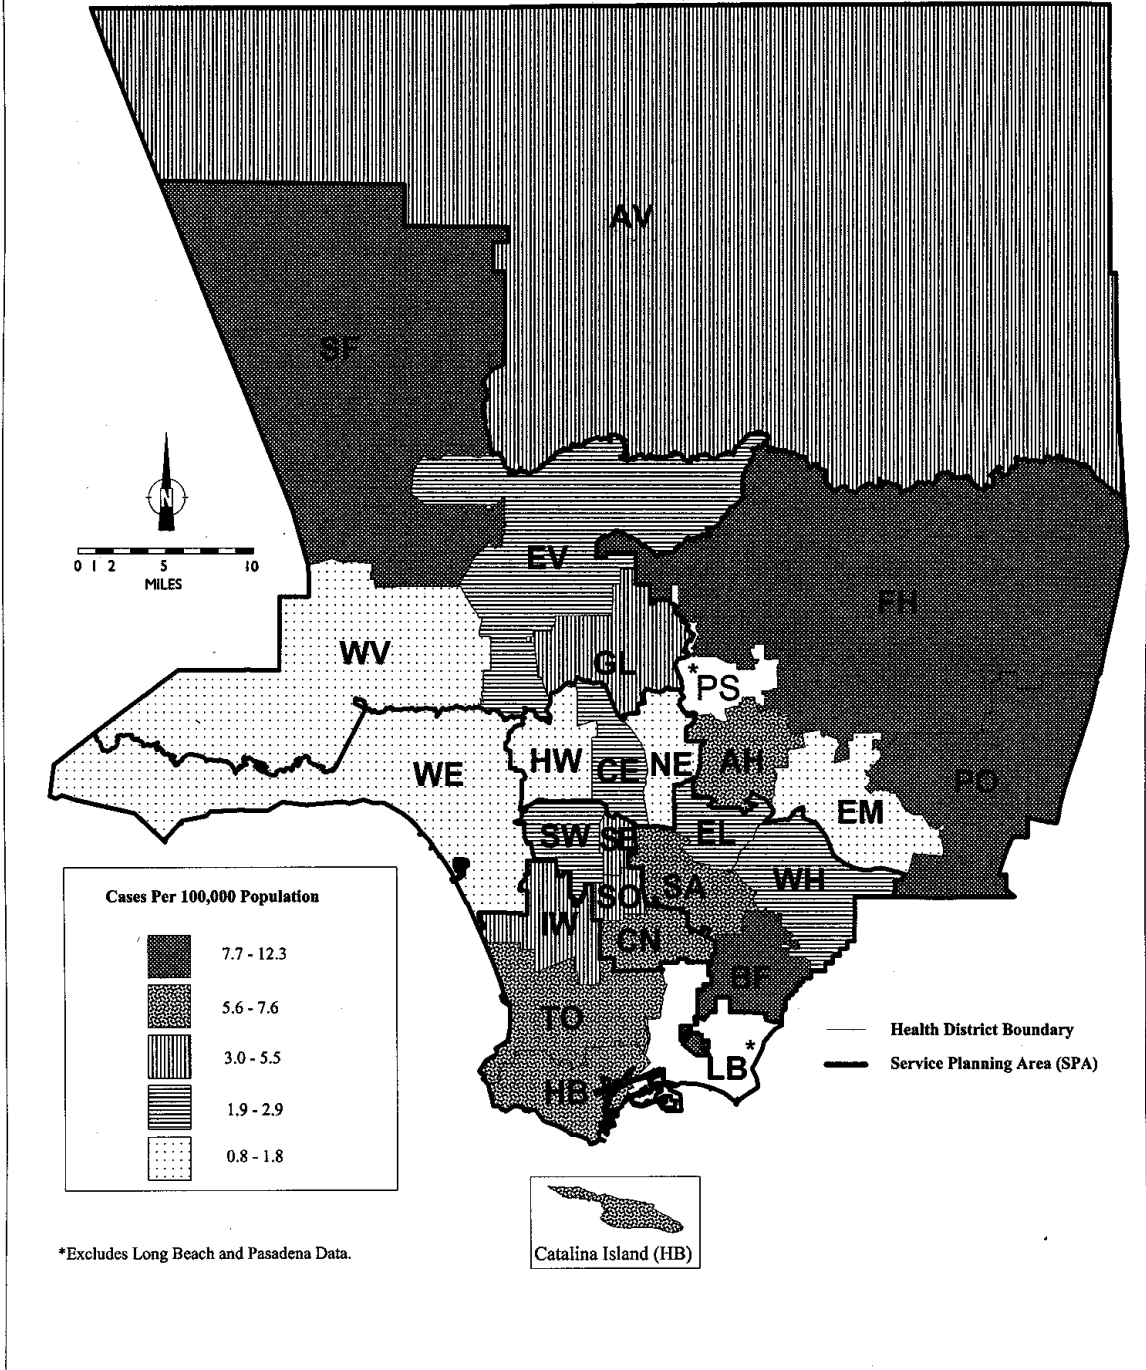 AV
SF
N
0 1 2 5 10
MILES
EV
FH
WV
GL
*
PS
HW
CE
NE
AH
WE
PO
EM
SW
SE
EL
WH
SO
SA
IW
CN
BF
TO
*
LB
HB
Cases Per 100,000 Population
7.7 - 12.3
5.6 - 7.6
3.0 - 5.5
1.9 - 2.9
0.8 - 1.8
Health District Boundary
Service Planning Area (SPA)
Catalina Island (HB)
*Excludes Long Beach and Pasadena Data.